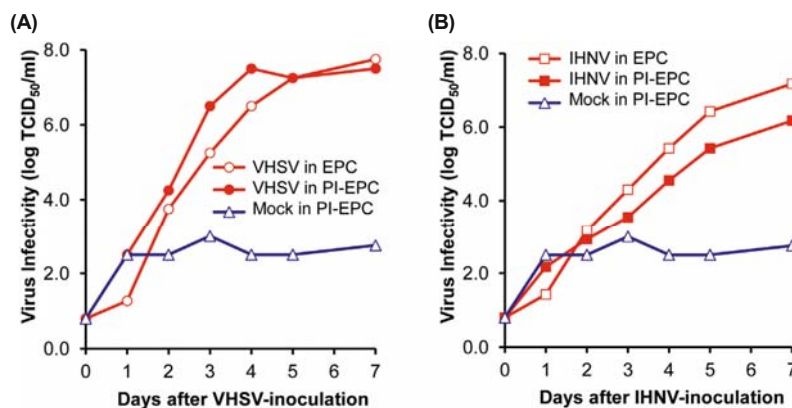 (A)
8.0
6.0
4.0
2.0
0.0
Virus Infectivity (log TCID50/ml)
VHSV in EPC
VHSV in PI-EPC
Mock in PI-EPC
0 1 2 3 4 5 6 7
Days after VHSV-inoculation
(B)
8.0
6.0
4.0
2.0
0.0
Virus Infectivity (log TCID50/ml)
IHNV in EPC
IHNV in PI-EPC
Mock in PI-EPC
0 1 2 3 4 5 6 7
Days after IHNV-inoculation